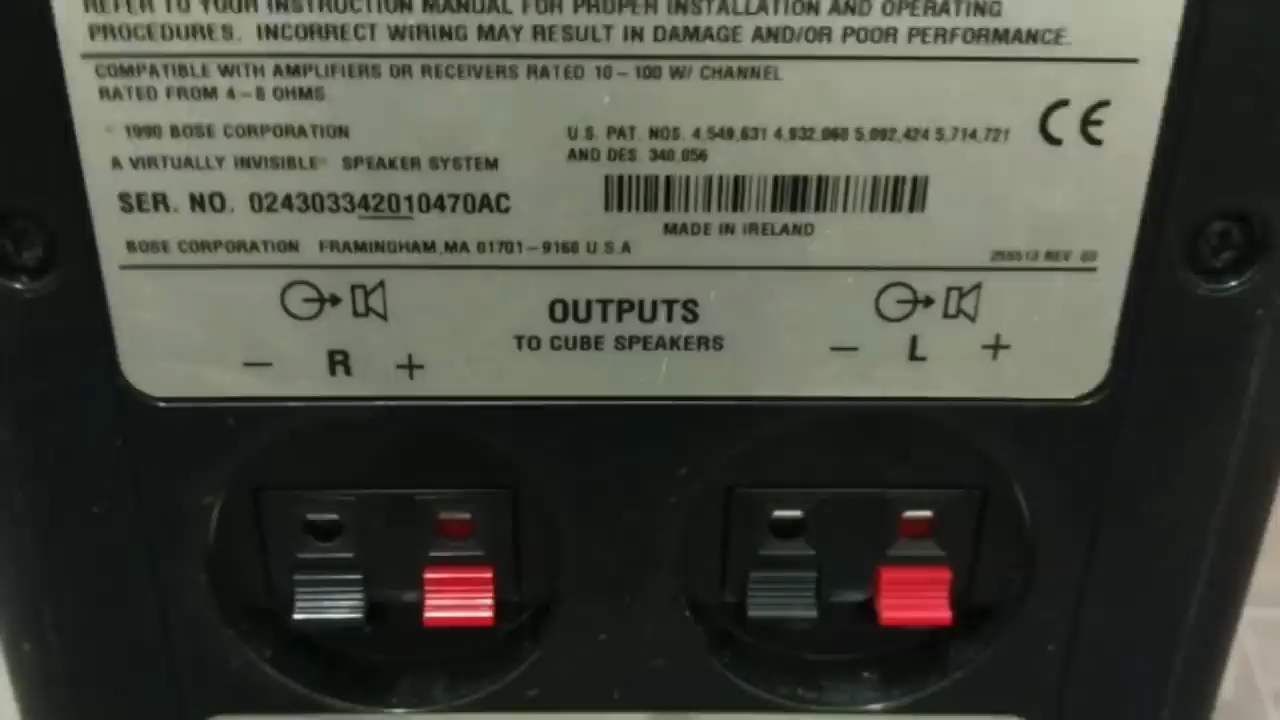 REFER TO YOUR INSTRUCTION MANUAL FOR PROPER INSTALLATION AND OPERATING
PROCEDURES. INCORRECT WIRING MAY RESULT IN DAMAGE AND/OR POOR PERFORMANCE.
COMPATIBLE WITH AMPLIFIERS OR RECEIVERS RATED 10-100 W/ CHANNEL
RATED FROM 4-8 OHMS
1990 BOSE CORPORATION
A VIRTUALLY INVISIBLE® SPEAKER SYSTEM
SER. NO. 024303342010470AC
BOSE CORPORATION FRAMINGHAM, MA 01701-9168 U.S.A
U.S. PAT. NOS. 4,549,631 4,932,060 5,092,424 5,714,721
AND DES. 340,056
CE
MADE IN IRELAND
REV
OUTPUTS
TO CUBE SPEAKERS
- R +
- L +